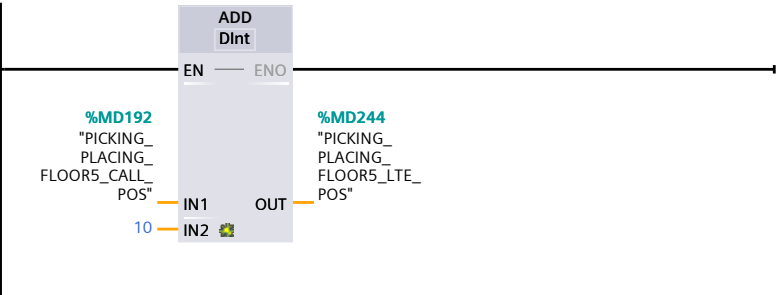 ADD
DInt
EN
ENO
%MD192
"PICKING_
PLACING_
FLOOR5_CALL_
POS"
IN1
10
IN2
%MD244
"PICKING_
PLACING_
FLOOR5_LTE_
POS"
OUT